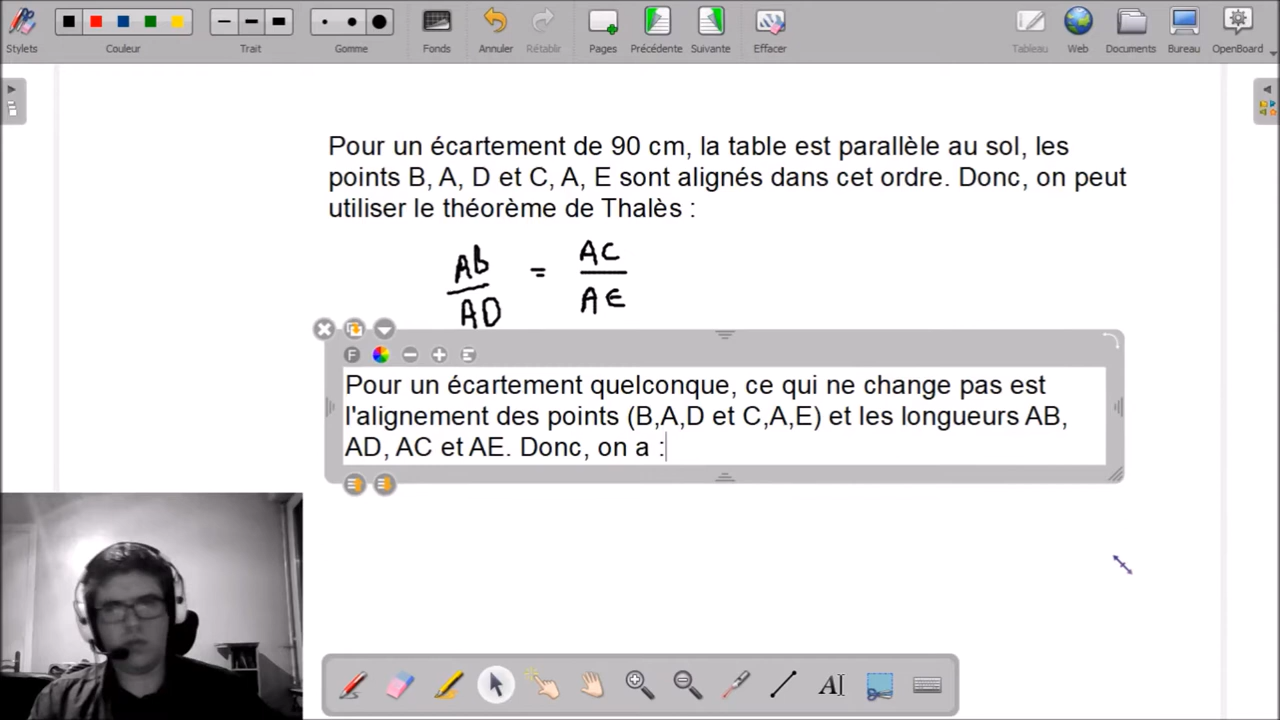 Stylets
Couleur
Trait
Gomme
Fonds
Annuler
Rétablir
Pages
Précédente
Suivante
Effacer
Tableau
Web
Documents
Bureau
OpenBoard
Pour un écartement de 90 cm, la table est parallèle au sol, les
points B, A, D et C, A, E sont alignés dans cet ordre. Donc, on peut
utiliser le théorème de Thalès :
Ab = AC
AD AE
F
Pour un écartement quelconque, ce qui ne change pas est
l'alignement des points (B,A,D et C,A,E) et les longueurs AB,
AD, AC et AE. Donc, on a :
AI